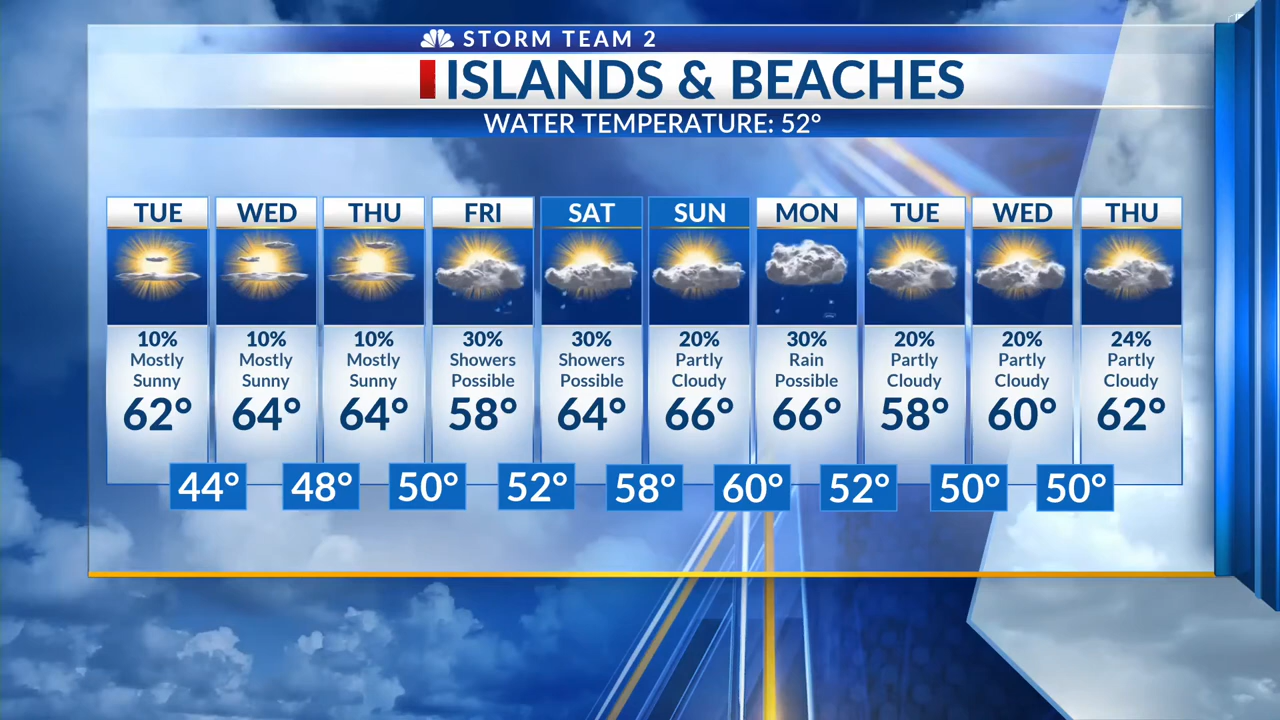 STORM TEAM 2
ISLANDS & BEACHES
WATER TEMPERATURE: 52°
TUE WED THU FRI SAT SUN MON TUE WED THU
10% 10% 10% 30% 30% 20% 30% 20% 20% 24%
Mostly Mostly Mostly Showers Showers Partly Rain Partly Partly Partly
Sunny Sunny Sunny Possible Possible Cloudy Possible Cloudy Cloudy Cloudy
62° 64° 64° 58° 64° 66° 66° 58° 60° 62°
44° 48° 50° 52° 58° 60° 52° 50° 50°